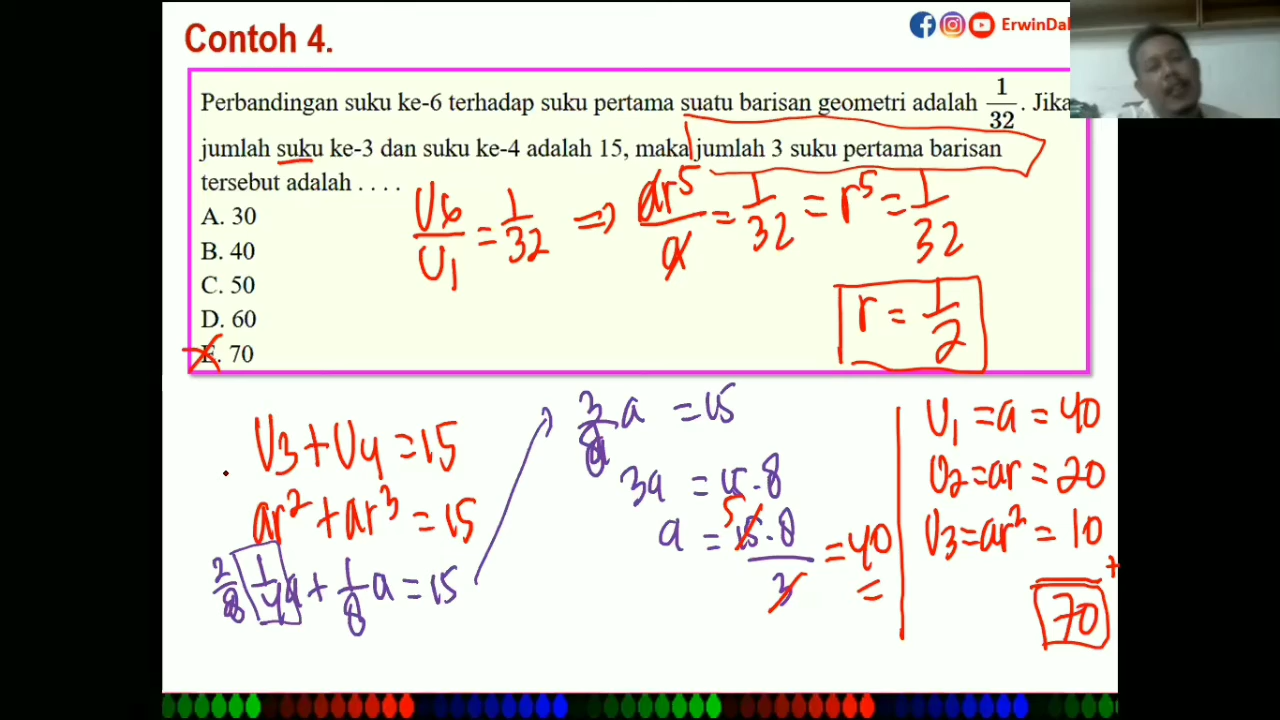 Contoh 4.
ErwinDal
Perbandingan suku ke-6 terhadap suku pertama suatu barisan geometri adalah 1/32. Jika
jumlah suku ke-3 dan suku ke-4 adalah 15, maka jumlah 3 suku pertama barisan
tersebut adalah . . . .
A. 30
B. 40
C. 50
D. 60
E. 70
U6/U1 = 1/32 => ar^5/a = 1/32 = r^5 = 1/32
r = 1/2
U3 + U4 = 15
ar^2 + ar^3 = 15
2/8 1/4 a + 1/8 a = 15
3/8 a = 15
3a = 15.8
a = 5 15.8/3 = 40
U1 = a = 40
U2 = ar = 20
U3 = ar^2 = 10
+
70